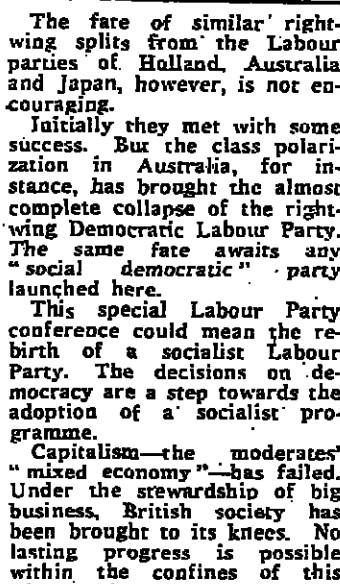 The fate of similar right-
wing splits from the Labour
parties of Holland, Australia
and Japan, however, is not en-
couraging.
Initially they met with some
success. But the class polari-
zation in Australia, for in-
stance, has brought the almost
complete collapse of the right-
wing Democratic Labour Party.
The same fate awaits any
"social democratic" party
launched here.
This special Labour Party
conference could mean the re-
birth of a socialist Labour
Party. The decisions on de-
mocracy are a step towards the
adoption of a socialist pro-
gramme.
Capitalism—the moderates'
"mixed economy"—has failed.
Under the stewardship of big
business, British society has
been brought to its knees. No
lasting progress is possible
within the confines of this